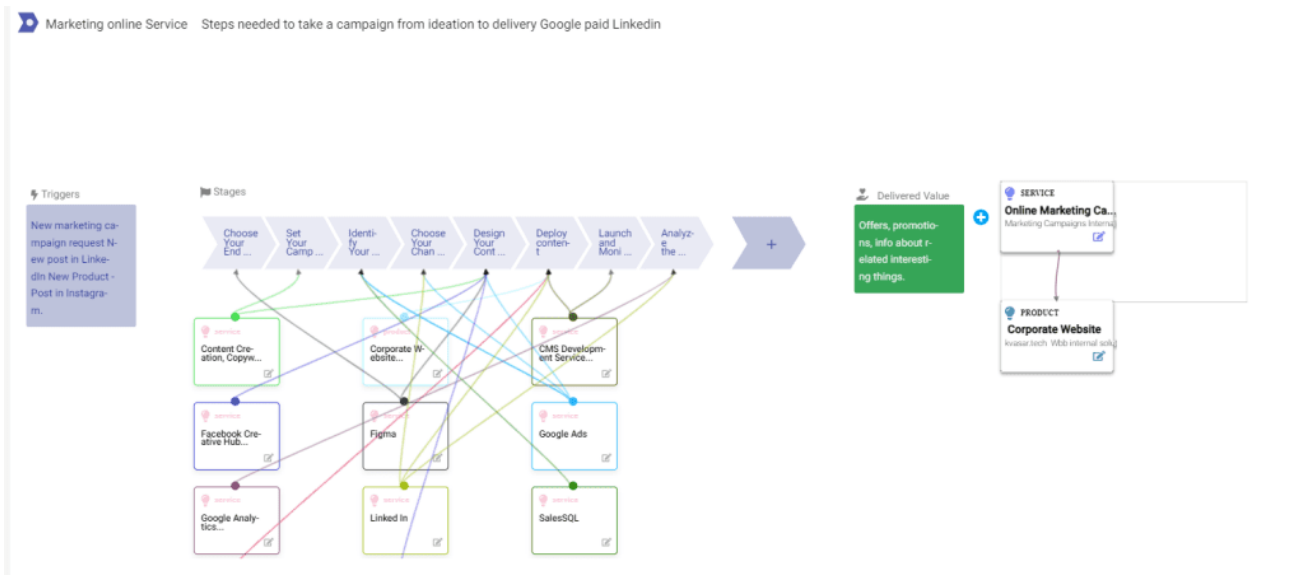 Marketing online Service Steps needed to take a campaign from ideation to delivery Google paid Linkedin
Triggers
New marketing ca-
mpaign request N-
ew post in Linke-
dIn New Product -
Post in Instagra-
m.
Stages
Choose
Your
End ...
Set
Your
Camp ...
Identi-
fy
Your ...
Choose
Your
Chan ...
Design
Your
Cont ...
Deploy
conten-
t
Launch
and
Moni ...
Analyz-
e
the ...
+
service
Content Cre-
ation, Copyw...
product
Corporate W-
ebsite...
service
CMS Developm-
ent Service...
service
Facebook Cre-
ative Hub...
service
Figma
service
Google Ads
service
Google Analy-
tics...
service
Linked In
service
SalesSQL
Delivered Value
Offers, promotio-
ns, info about r-
elated interesti-
ng things.
SERVICE
Online Marketing Ca...
Marketing Campaigns Internal
PRODUCT
Corporate Website
kvasar.tech Wbb internal solu